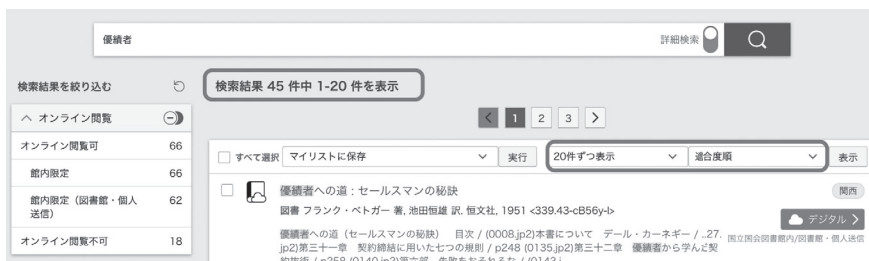 優績者
詳細検索
検索結果を絞り込む
検索結果 45 件中 1-20 件を表示
オンライン閲覧
1 2 3
オンライン閲覧可 66
すべて選択 マイリストに保存 実行 20件ずつ表示 適合度順 表示
館内限定 66
優績者への道 : セールスマンの秘訣 関西
館内限定（図書館・個人送信） 62
図書 フランク・ベトガー 著, 池田恒雄 訳. 恒文社, 1951 <339.43-cB56y-l>
デジタル
優績者への道（セールスマンの秘訣） 目次 / (0008.jp2)本書について デール・カーネギー / ..27.
国立国会図書館内/図書館・個人送信
オンライン閲覧不可 18
jp2)第三十一章 契約締結に用いた七つの規則 / p248 (0135.jp2)第三十二章 優績者から学んだ契